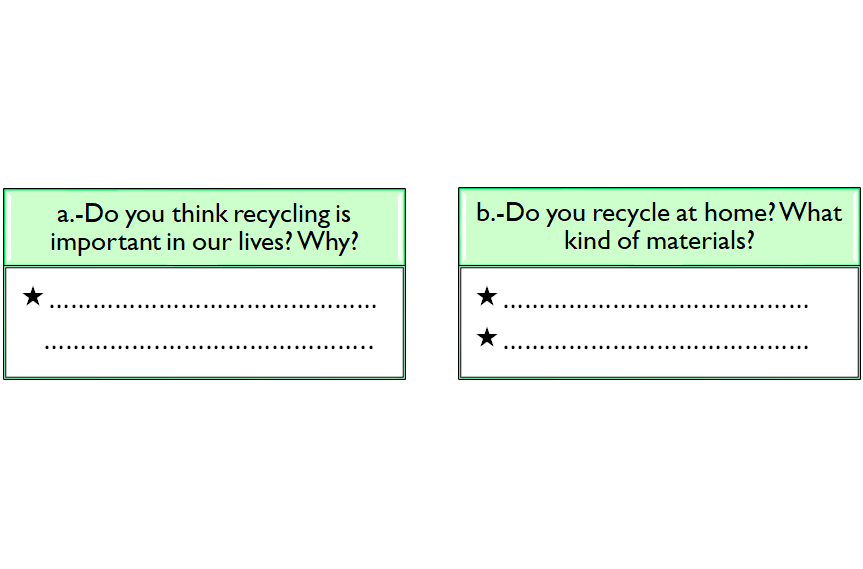 a.-Do you think recycling is
important in our lives? Why?
★ .............................................
.............................................
b.-Do you recycle at home? What
kind of materials?
★ ..........................................
★ ..........................................